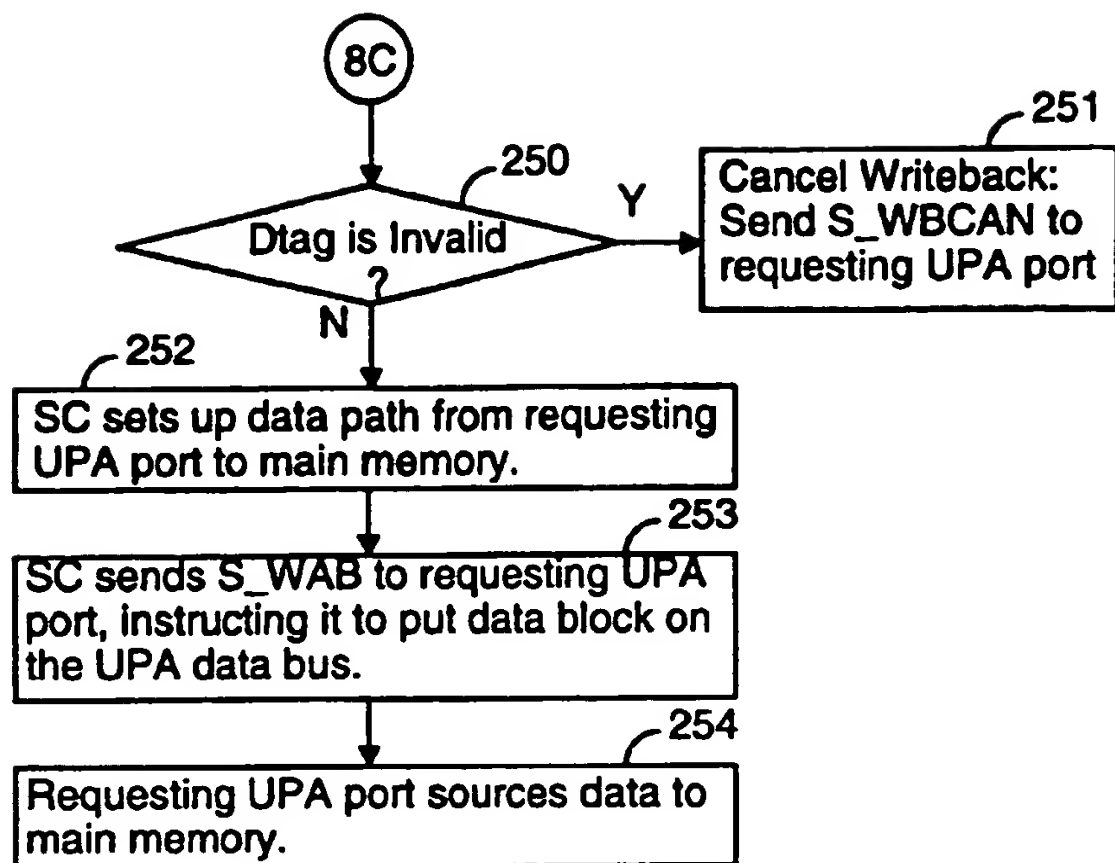 8C
250
Dtag is Invalid
?
Y
N
251
Cancel Writeback:
Send S_WBCAN to
requesting UPA port
252
SC sets up data path from requesting
UPA port to main memory.
253
SC sends S_WAB to requesting UPA
port, instructing it to put data block on
the UPA data bus.
254
Requesting UPA port sources data to
main memory.